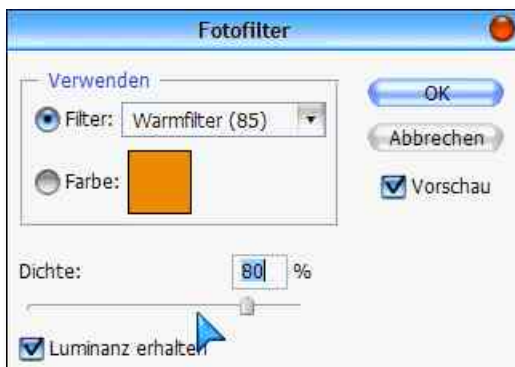 Fotofilter
Verwenden
Filter: Warmfilter (85)
Farbe:
OK
Abbrechen
Vorschau
Dichte: 80 %
Luminanz erhalten